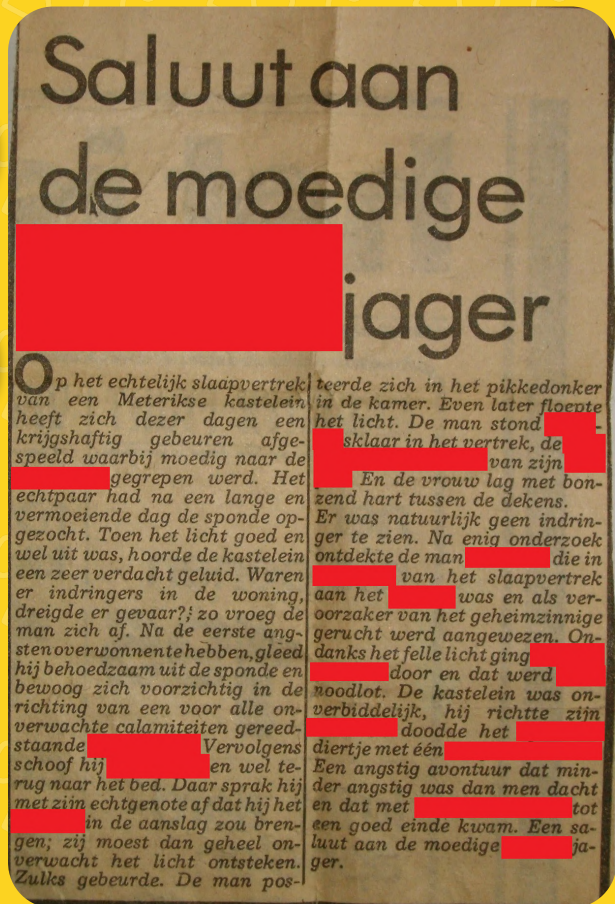 Saluut aan
de moedige
jager
Op het echtelijk slaapvertrek
van een Meterikse kastelein
heeft zich dezer dagen een
krijgshaftig gebeuren afge-
speeld waarbij moedig naar de
gegrepen werd. Het
echtpaar had na een lange en
vermoeiende dag de sponde op-
gezocht. Toen het licht goed en
wel uit was, hoorde de kastelein
een zeer verdacht geluid. Waren
er indringers in de woning,
dreigde er gevaar?; zo vroeg de
man zich af. Na de eerste ang-
sten overwonnen te hebben, gleed
hij behoedzaam uit de sponde en
bewoog zich voorzichtig in de
richting van een voor alle on-
verwachte calamiteiten gereed-
staande
Vervolgens
schoof hij
en wel te-
rug naar het bed. Daar sprak hij
met zijn echtgenote af dat hij het
in de aanslag zou bren-
gen; zij moest dan geheel on-
verwacht het licht ontsteken.
Zulks gebeurde. De man pos-
teerde zich in het pikkedonker
in de kamer. Even later floepte
het licht. De man stond
-
sklaar in het vertrek, de
van zijn
En de vrouw lag met bon-
zend hart tussen de dekens.
Er was natuurlijk geen indrin-
ger te zien. Na enig onderzoek
ontdekte de man
die in
van het slaapvertrek
aan het
was en als ver-
oorzaker van het geheimzinnige
gerucht werd aangewezen. On-
danks het felle licht ging
door en dat werd
noodlot. De kastelein was on-
verbiddelijk, hij richtte zijn
doodde het
diertje met één
Een angstig avontuur dat min-
der angstig was dan men dacht
en dat met
tot
een goed einde kwam. Een sa-
luut aan de moedige
ja-
ger.